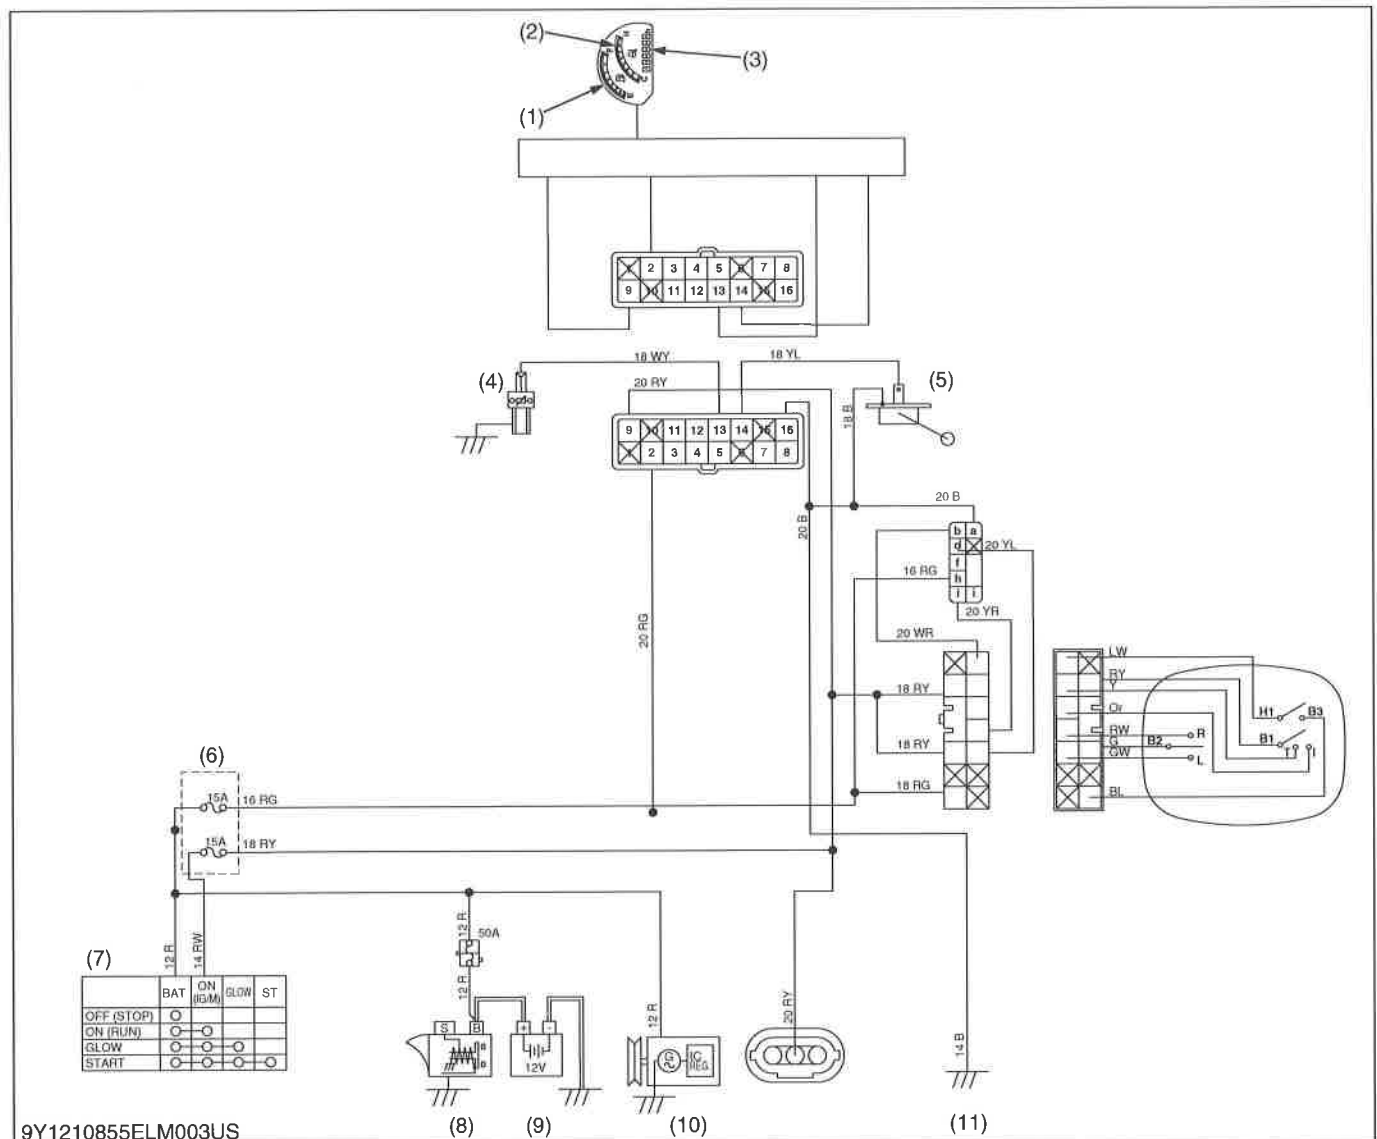 (2)
(3)
(1)
2 3 4 5 7 8
9 11 12 13 14 16
18 WY
18 YL
(4)
20 RY
(5)
18 B
9 11 12 13 14 16
2 3 4 5 7 8
20 B
20 B
b a
d
20 YL
f
16 RG
h
i i
20 YR
20 RG
20 WR
LW
RY
Y
18 RY
Or
H1
B3
RW
R
G
B2
B1
T
I
GW
L
18 RY
(6)
15A
16 RG
18 RG
BL
15A
18 RY
12 R
50A
(7)
12 R
14 RW
12 R
12 R
20 RY
14 B
BAT ON (IG/M) GLOW ST
OFF (STOP)
ON (RUN)
GLOW
START
S B
+ -
12V
G
IC REG.
(8)
(9)
(10)
(11)
9Y1210855ELM003US